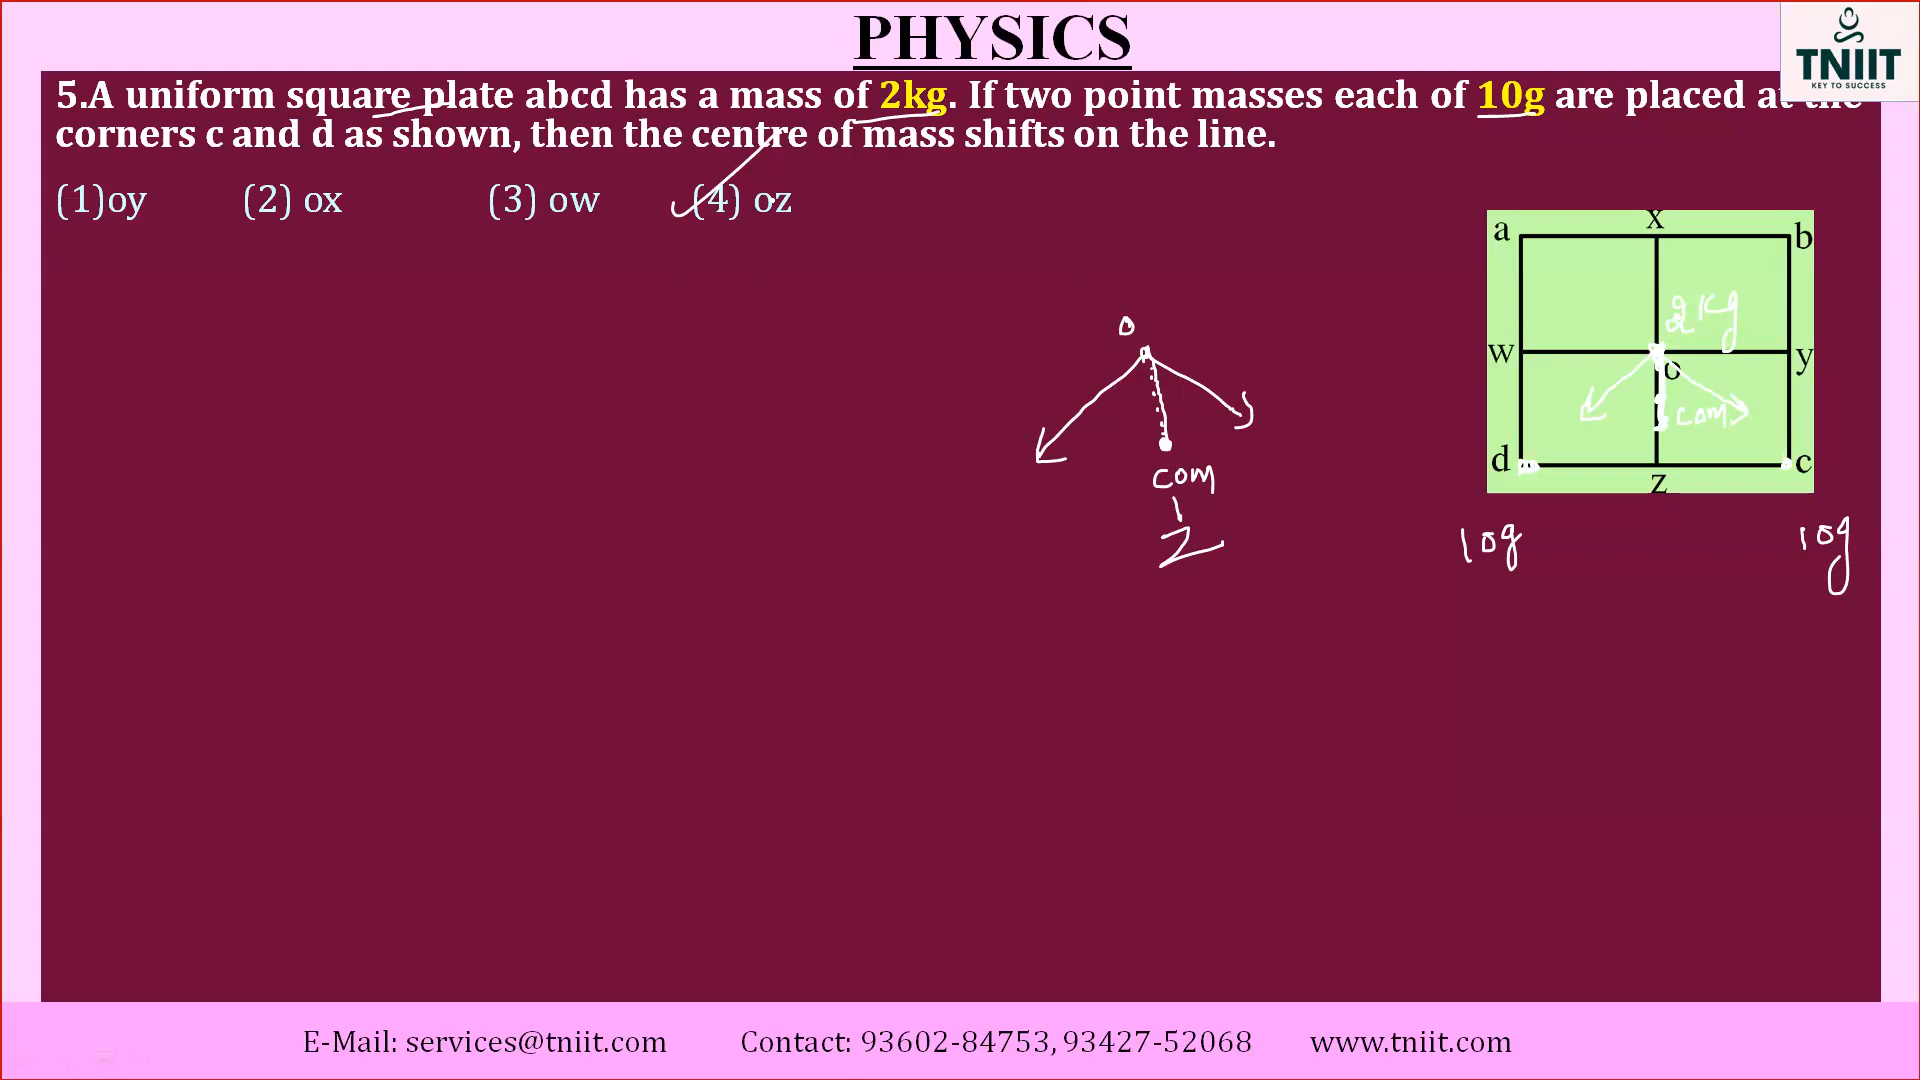 PHYSICS
TNIIT
KEY TO SUCCESS
5.A uniform square plate abcd has a mass of 2kg. If two point masses each of 10g are placed at the
corners c and d as shown, then the centre of mass shifts on the line.
(1)oy (2) ox (3) ow (4) oz
x
a b
2kg
o
w y
o
com
d c
com
z
z
10g 10g
E-Mail: services@tniit.com Contact: 93602-84753, 93427-52068 www.tniit.com